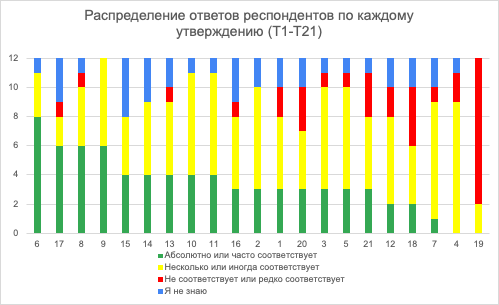 Распределение ответов респондентов по каждому
утверждению (Т1-Т21)
12
10
8
6
4
2
0
6 17 8 9 15 14 13 10 11 16 2 1 20 3 5 21 12 18 7 4 19
Абсолютно или часто соответствует
Несколько или иногда соответствует
Не соответствует или редко соответствует
Я не знаю